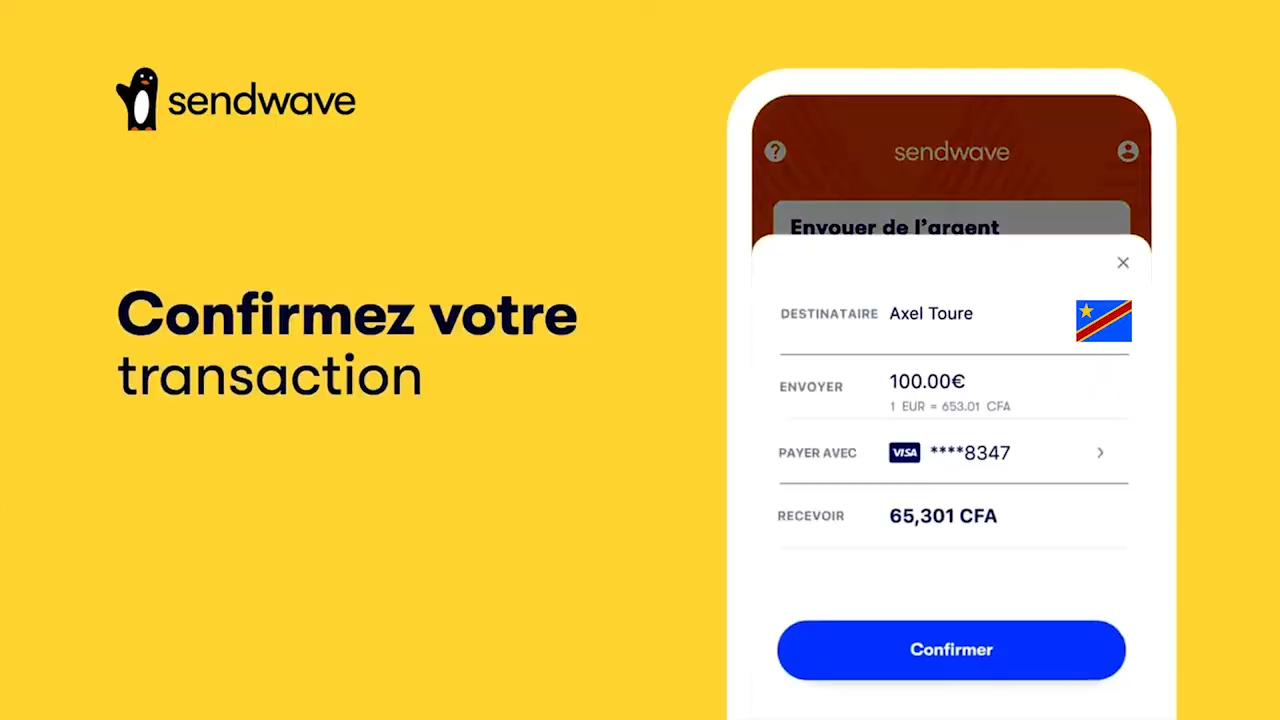 sendwave
Confirmez votre
transaction
?
sendwave
Envoyer de l'argent
DESTINATAIRE Axel Toure
ENVOYER 100.00€
1 EUR = 653.01 CFA
PAYER AVEC VISA ****8347
RECEVOIR 65,301 CFA
Confirmer